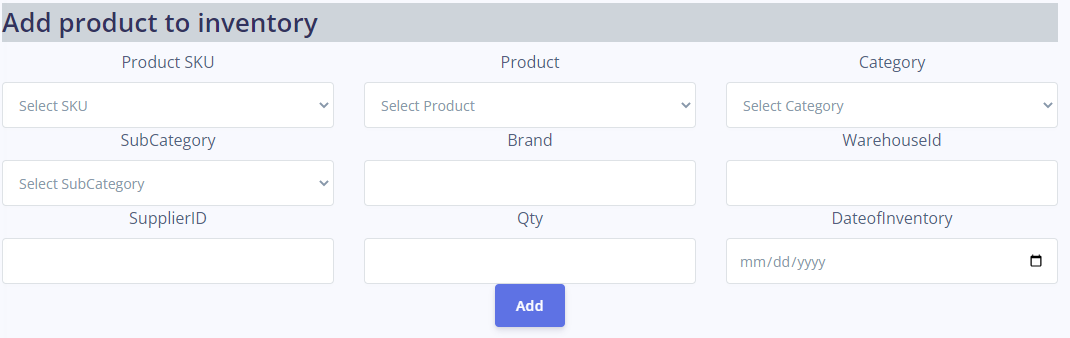 Add product to inventory
Product SKU Product Category
Select SKU Select Product Select Category
SubCategory Brand WarehouseId
Select SubCategory
SupplierID Qty DateofInventory
mm/dd/yyyy
Add